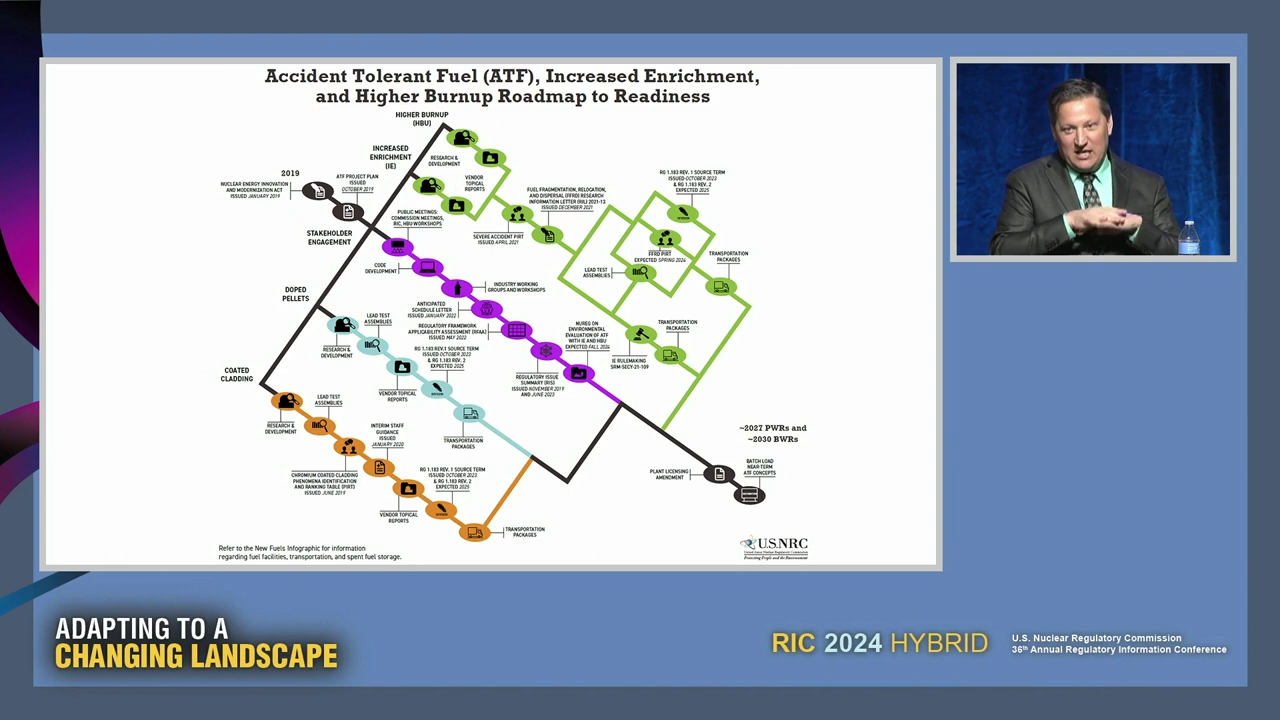 Accident Tolerant Fuel (ATF), Increased Enrichment,
and Higher Burnup Roadmap to Readiness
HIGHER BURNUP
(HBU)
INCREASED
ENRICHMENT
(IE)
RESEARCH &
DEVELOPMENT
VENDOR
TOPICAL
REPORTS
2019
NUCLEAR ENERGY INNOVATION
AND MODERNIZATION ACT
ISSUED JANUARY 2019
ATF PROJECT PLAN
ISSUED
OCTOBER 2019
STAKEHOLDER
ENGAGEMENT
PUBLIC MEETINGS:
COMMISSION MEETINGS,
RIC, HBU WORKSHOPS
SEVERE ACCIDENT PIRT
ISSUED APRIL 2021
FUEL FRAGMENTATION, RELOCATION,
AND DISPERSAL (FFRD) RESEARCH
INFORMATION LETTER (RIL) 2021-13
ISSUED DECEMBER 2021
RG 1.183 REV. 1 SOURCE TERM
ISSUED OCTOBER 2023
& RG 1.183 REV. 2
EXPECTED 2025
FFRD PIRT
EXPECTED SPRING 2024
LEAD TEST
ASSEMBLIES
TRANSPORTATION
PACKAGES
CODE
DEVELOPMENT
INDUSTRY WORKING
GROUPS AND WORKSHOPS
ANTICIPATED
SCHEDULE LETTER
ISSUED JANUARY 2022
REGULATORY FRAMEWORK
APPLICABILITY ASSESSMENT (RFAA)
ISSUED MAY 2022
NUREG ON
ENVIRONMENTAL
EVALUATION OF ATF
WITH IE AND HBU
EXPECTED FALL 2024
TRANSPORTATION
PACKAGES
IE RULEMAKING
SRM-SECY-21-109
REGULATORY ISSUE
SUMMARY (RIS)
ISSUED NOVEMBER 2019
AND JUNE 2023
DOPED
PELLETS
LEAD TEST
ASSEMBLIES
RESEARCH &
DEVELOPMENT
RG 1.183 REV.1 SOURCE TERM
ISSUED OCTOBER 2023
& RG 1.183 REV. 2
EXPECTED 2025
VENDOR TOPICAL
REPORTS
TRANSPORTATION
PACKAGES
COATED
CLADDING
LEAD TEST
ASSEMBLIES
RESEARCH &
DEVELOPMENT
INTERIM STAFF
GUIDANCE
ISSUED
JANUARY 2020
CHROMIUM COATED CLADDING
PHENOMENA IDENTIFICATION
AND RANKING TABLE (PIRT)
ISSUED JUNE 2019
RG 1.183 REV. 1 SOURCE TERM
ISSUED OCTOBER 2023
& RG 1.183 REV. 2
EXPECTED 2025
VENDOR TOPICAL
REPORTS
TRANSPORTATION
PACKAGES
~2027 PWRs and
~2030 BWRs
PLANT LICENSING
AMENDMENT
BATCH LOAD
NEAR-TERM
ATF CONCEPTS
Refer to the New Fuels Infographic for information
regarding fuel facilities, transportation, and spent fuel storage.
U.S.NRC
United States Nuclear Regulatory Commission
Protecting People and the Environment
ADAPTING TO A
CHANGING LANDSCAPE
RIC 2024 HYBRID
U.S. Nuclear Regulatory Commission
36th Annual Regulatory Information Conference